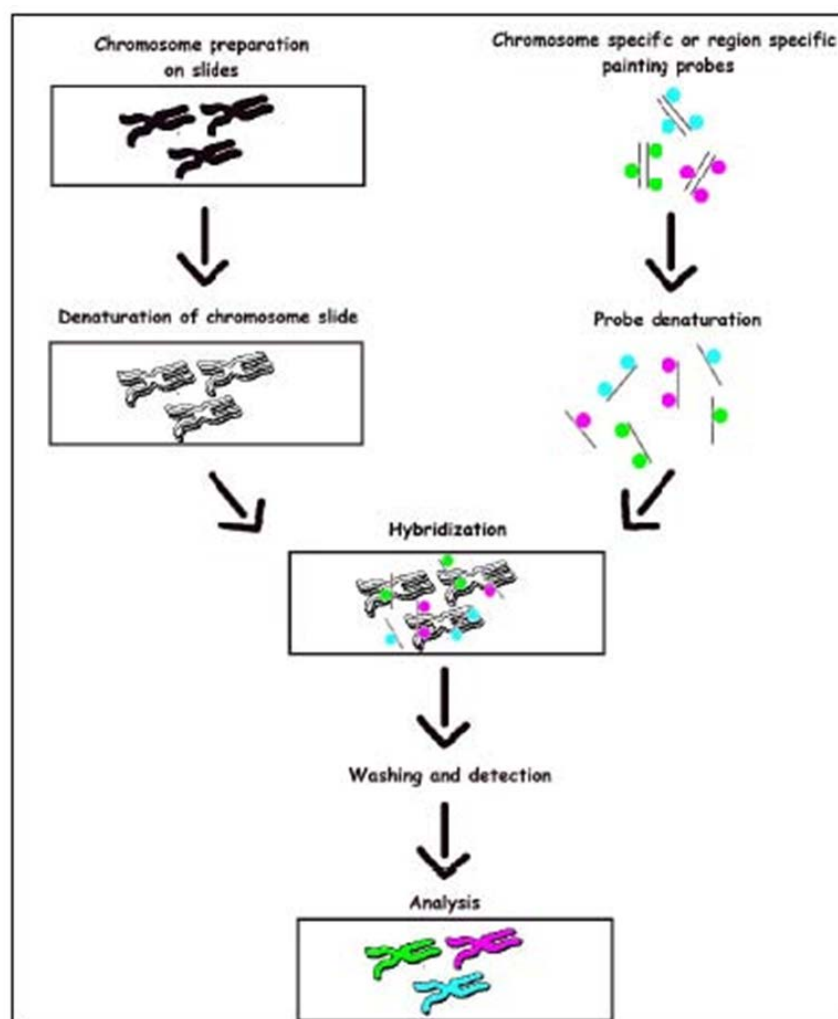 Chromosome preparation
on slides
Chromosome specific or region specific
painting probes
Denaturation of chromosome slide
Probe denaturation
Hybridization
Washing and detection
Analysis